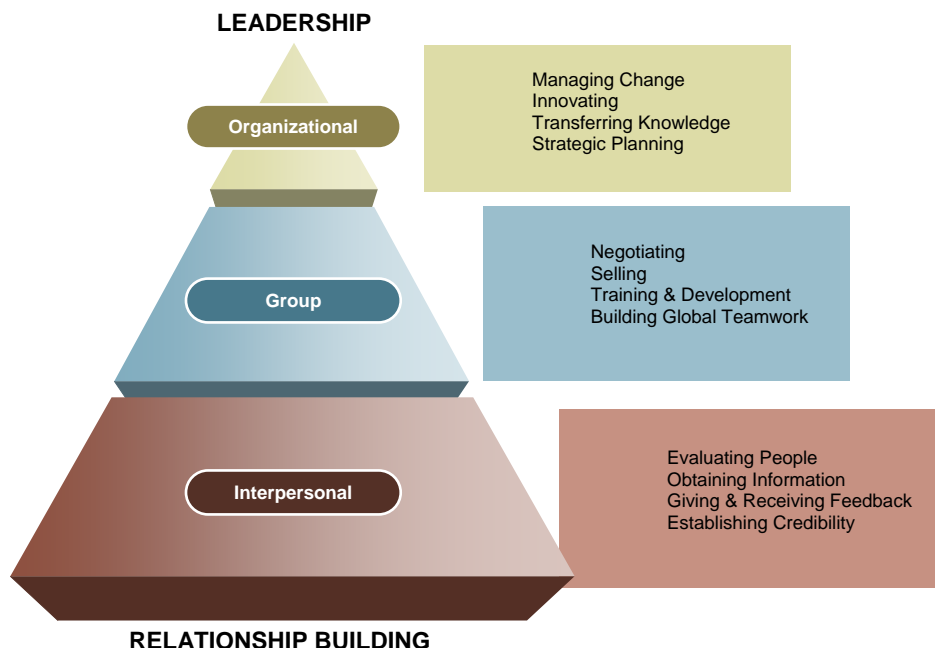 LEADERSHIP
Organizational
Managing Change
Innovating
Transferring Knowledge
Strategic Planning
Group
Negotiating
Selling
Training & Development
Building Global Teamwork
Interpersonal
Evaluating People
Obtaining Information
Giving & Receiving Feedback
Establishing Credibility
RELATIONSHIP BUILDING